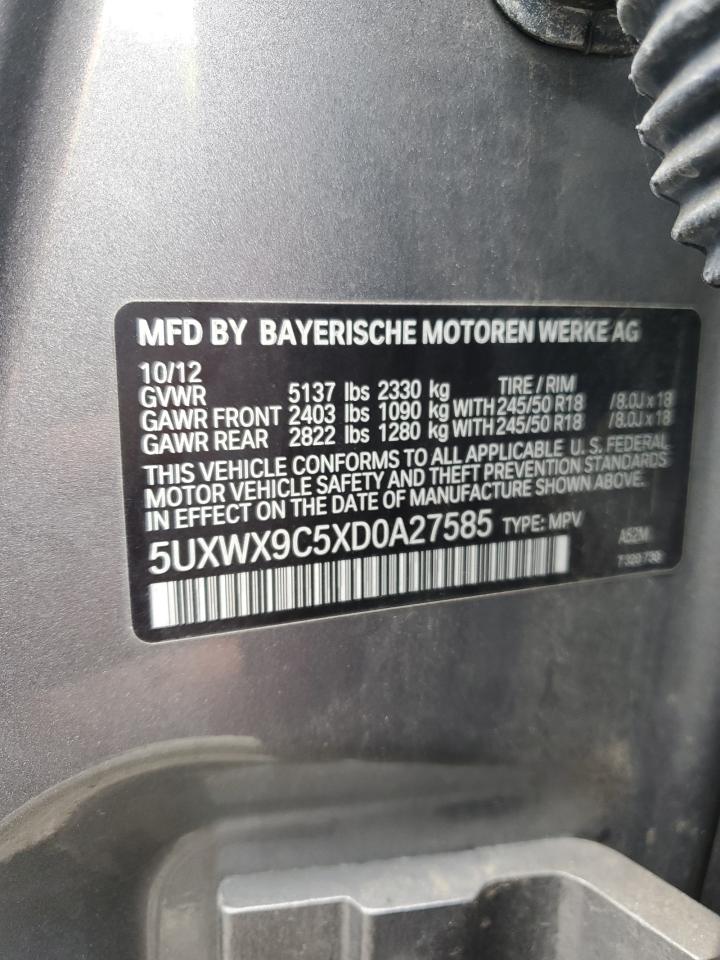 MFD BY BAYERISCHE MOTOREN WERKE AG
10/12
GVWR 5137 lbs 2330 kg TIRE / RIM
GAWR FRONT 2403 lbs 1090 kg WITH 245/50 R18 /8.0J x 18
GAWR REAR 2822 lbs 1280 kg WITH 245/50 R18 /8.0J x 18
THIS VEHICLE CONFORMS TO ALL APPLICABLE U. S. FEDERAL
MOTOR VEHICLE SAFETY AND THEFT PREVENTION STANDARDS
IN EFFECT ON THE DATE OF MANUFACTURE SHOWN ABOVE.
5UXWX9C5XD0A27585 TYPE: MPV A52M